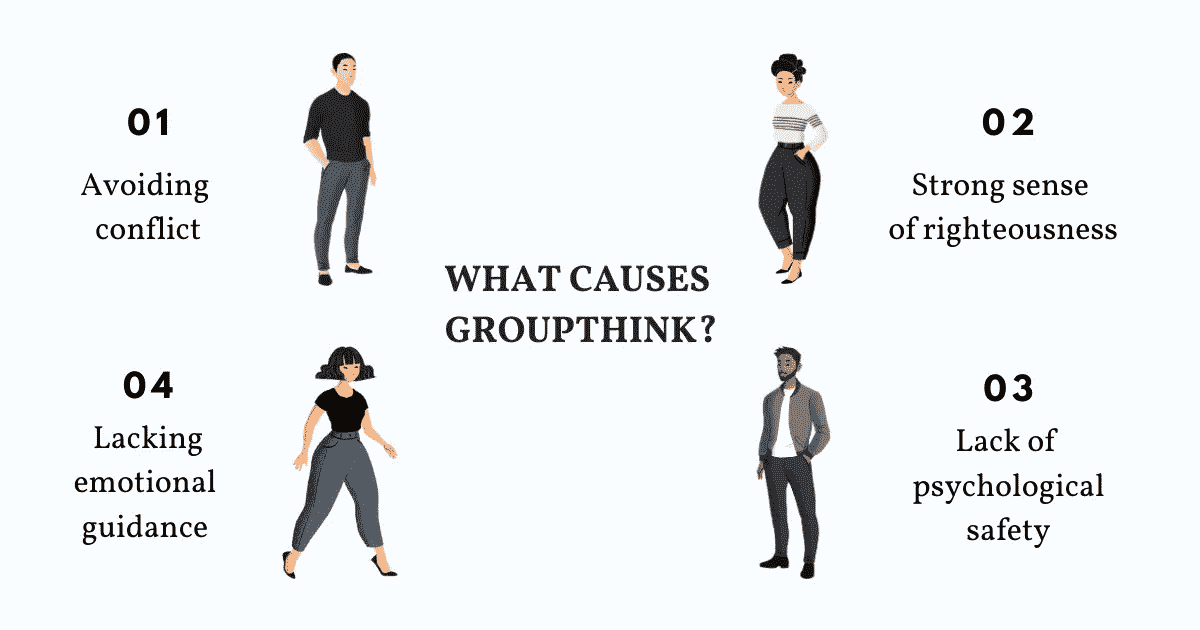 WHAT CAUSES
GROUPTHINK?
01
Avoiding
conflict
02
Strong sense
of righteousness
03
Lack of
psychological
safety
04
Lacking
emotional
guidance